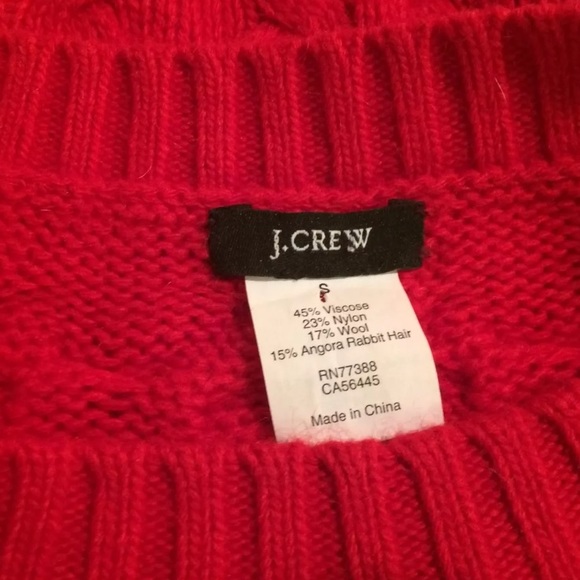 J.CREW
S
45% Viscose
23% Nylon
17% Wool
15% Angora Rabbit Hair
RN77388
CA56445
Made in China